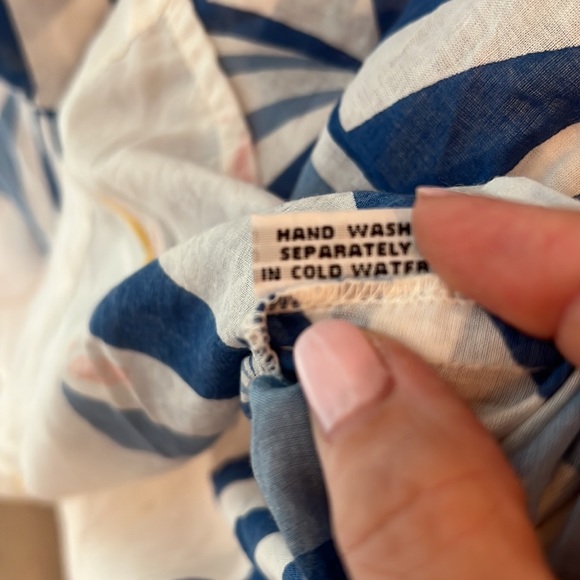 HAND WASH
SEPARATELY
IN COLD WATER